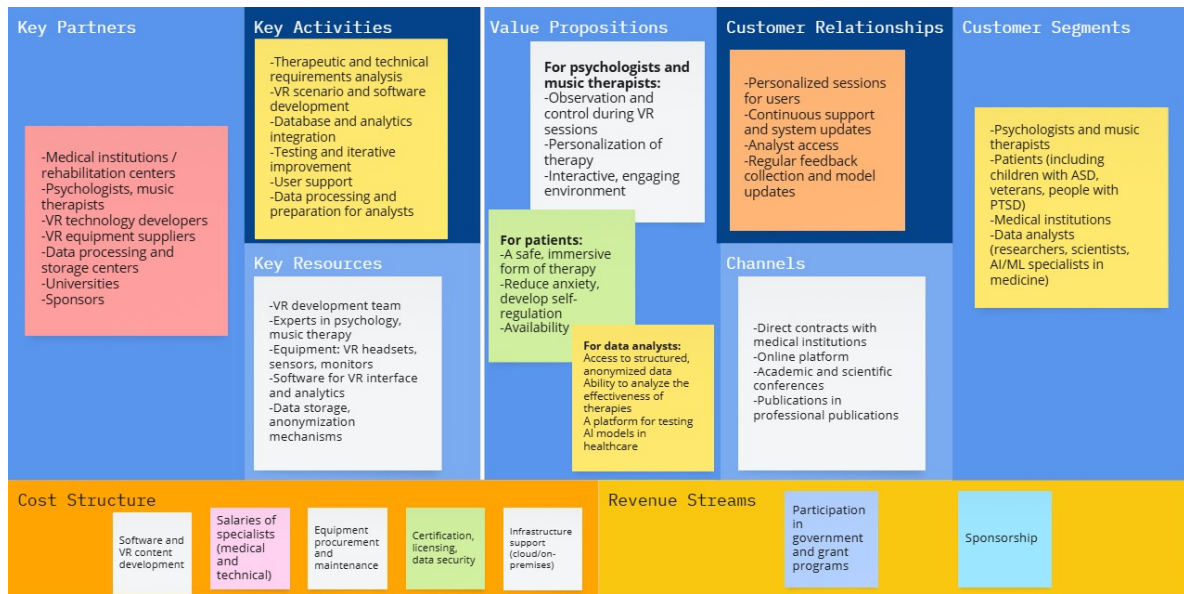 Key Partners
-Medical institutions /
rehabilitation centers
-Psychologists, music
therapists
-VR technology developers
-VR equipment suppliers
-Data processing and
storage centers
-Universities
-Sponsors
Key Activities
-Therapeutic and technical
requirements analysis
-VR scenario and software
development
-Database and analytics
integration
-Testing and iterative
improvement
-User support
-Data processing and
preparation for analysts
Key Resources
-VR development team
-Experts in psychology,
music therapy
-Equipment: VR headsets,
sensors, monitors
-Software for VR interface
and analytics
-Data storage,
anonymization
mechanisms
Value Propositions
For psychologists and
music therapists:
-Observation and
control during VR
sessions
-Personalization of
therapy
-Interactive, engaging
environment
For patients:
-A safe, immersive
form of therapy
-Reduce anxiety,
develop self-
regulation
-Availability
For data analysts:
Access to structured,
anonymized data
Ability to analyze the
effectiveness of
therapies
A platform for testing
AI models in
healthcare
Customer Relationships
-Personalized sessions
for users
-Continuous support
and system updates
-Analyst access
-Regular feedback
collection and model
updates
Channels
-Direct contracts with
medical institutions
-Online platform
-Academic and scientific
conferences
-Publications in
professional publications
Customer Segments
-Psychologists and music
therapists
-Patients (including
children with ASD,
veterans, people with
PTSD)
-Medical institutions
-Data analysts
(researchers, scientists,
AI/ML specialists in
medicine)
Cost Structure
Software and
VR content
development
Salaries of
specialists
(medical
and
technical)
Equipment
procurement
and
maintenance
Certification,
licensing,
data security
Infrastructure
support
(cloud/on-
premises)
Revenue Streams
Participation
in
government
and grant
programs
Sponsorship